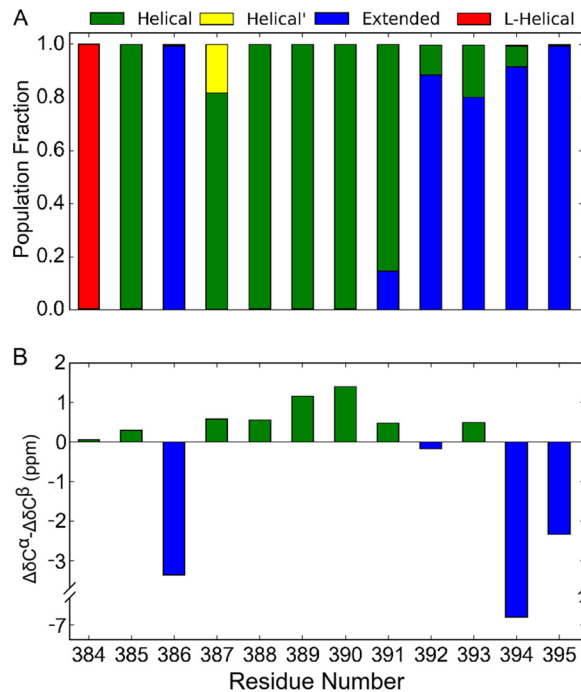 A
Helical Helical' Extended L-Helical
Population Fraction
1.0
0.8
0.6
0.4
0.2
0.0
B
ΔδCα-ΔδCβ (ppm)
2
1
0
-1
-2
-3
-7
384 385 386 387 388 389 390 391 392 393 394 395
Residue Number